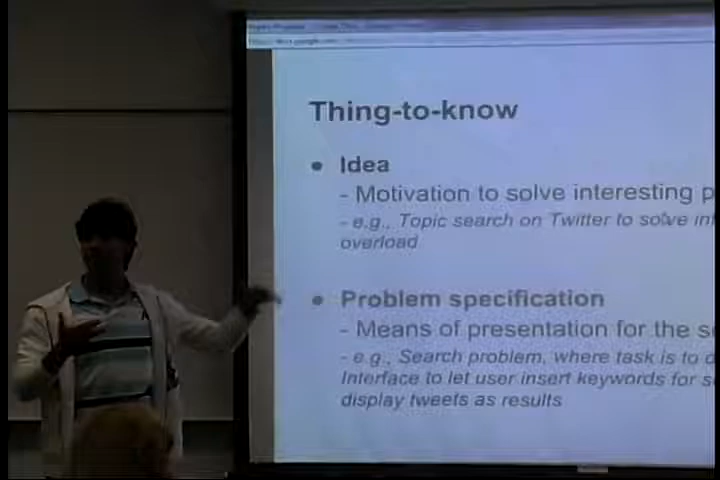 Thing-to-know
● Idea
- Motivation to solve interesting p
- e.g., Topic search on Twitter to solve inf
overload
● Problem specification
- Means of presentation for the s
- e.g., Search problem, where task is to d
Interface to let user insert keywords for s
display tweets as results